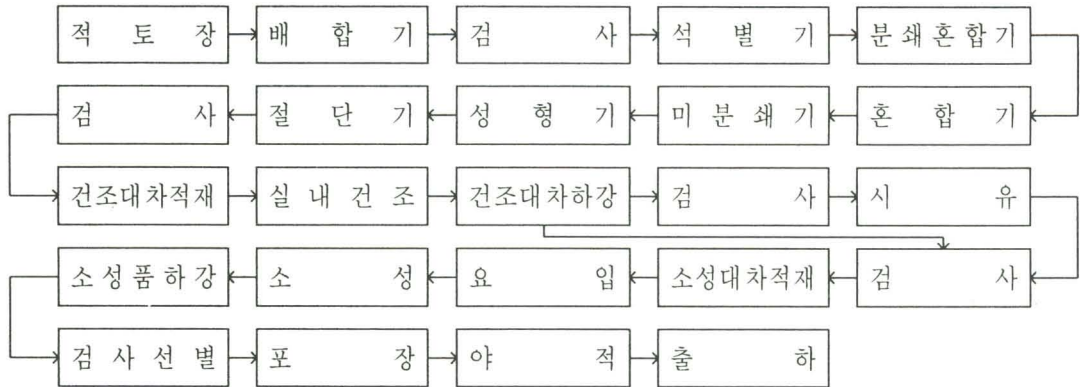 적 토 장 배 합 기 검 사 석 별 기 분쇄혼합기
검 사 절 단 기 성 형 기 미 분 쇄 기 혼 합 기
건조대차적재 실 내 건 조 건조대차하강 검 사 시 유
소성품하강 소 성 요 입 소성대차적재 검 사
검 사 선 별 포 장 야 적 출 하